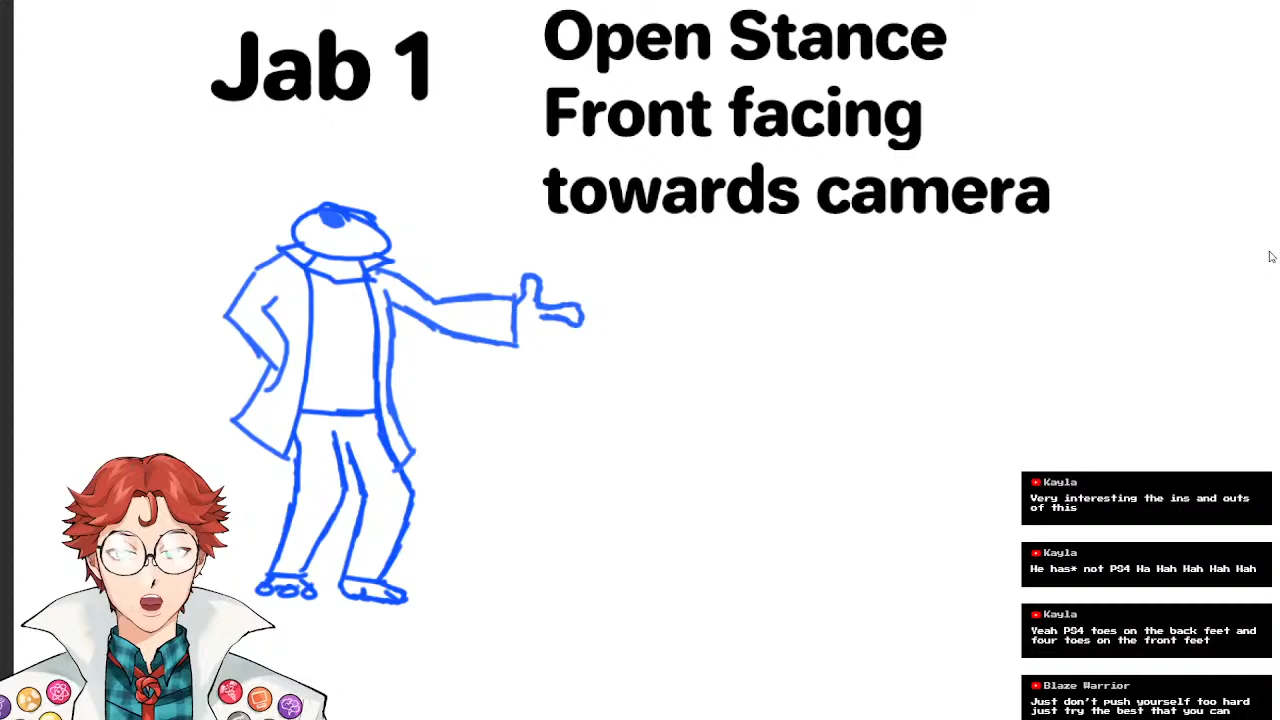 Jab 1
Open Stance
Front facing
towards camera
Kayla
Very interesting the ins and outs
of this
Kayla
He has* not PS4 Ha Hah Hah Hah Hah
Kayla
Yeah PS4 toes on the back feet and
four toes on the front feet
Blaze Warrior
Just don't push yourself too hard
just try the best that you can